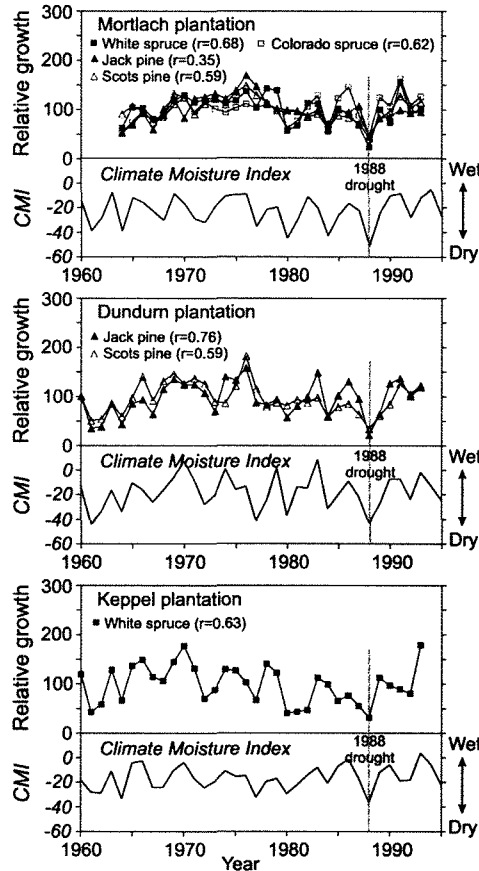 Mortlach plantation
White spruce (r=0.68) Colorado spruce (r=0.62)
Jack pine (r=0.35)
Scots pine (r=0.59)
Relative growth
300
200
100
0
Climate Moisture Index
1988
drought
CMI
0
-20
-40
-60
Wet
Dry
1960 1970 1980 1990
Dundurn plantation
Jack pine (r=0.76)
Scots pine (r=0.59)
Relative growth
300
200
100
0
Climate Moisture Index
1988
drought
CMI
0
-20
-40
-60
Wet
Dry
1960 1970 1980 1990
Keppel plantation
White spruce (r=0.63)
Relative growth
300
200
100
0
Climate Moisture Index
1988
drought
CMI
0
-20
-40
-60
Wet
Dry
1960 1970 1980 1990
Year